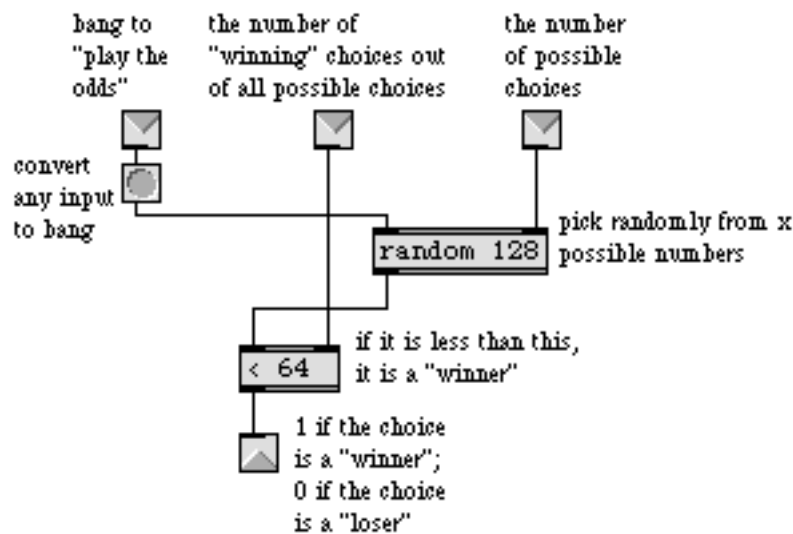 bang to
"play the
odds"
the number of
"winning" choices out
of all possible choices
the number
of possible
choices
convert
any input
to bang
random 128
pick randomly from x
possible numbers
< 64
if it is less than this,
it is a "winner"
1 if the choice
is a "winner";
0 if the choice
is a "loser"